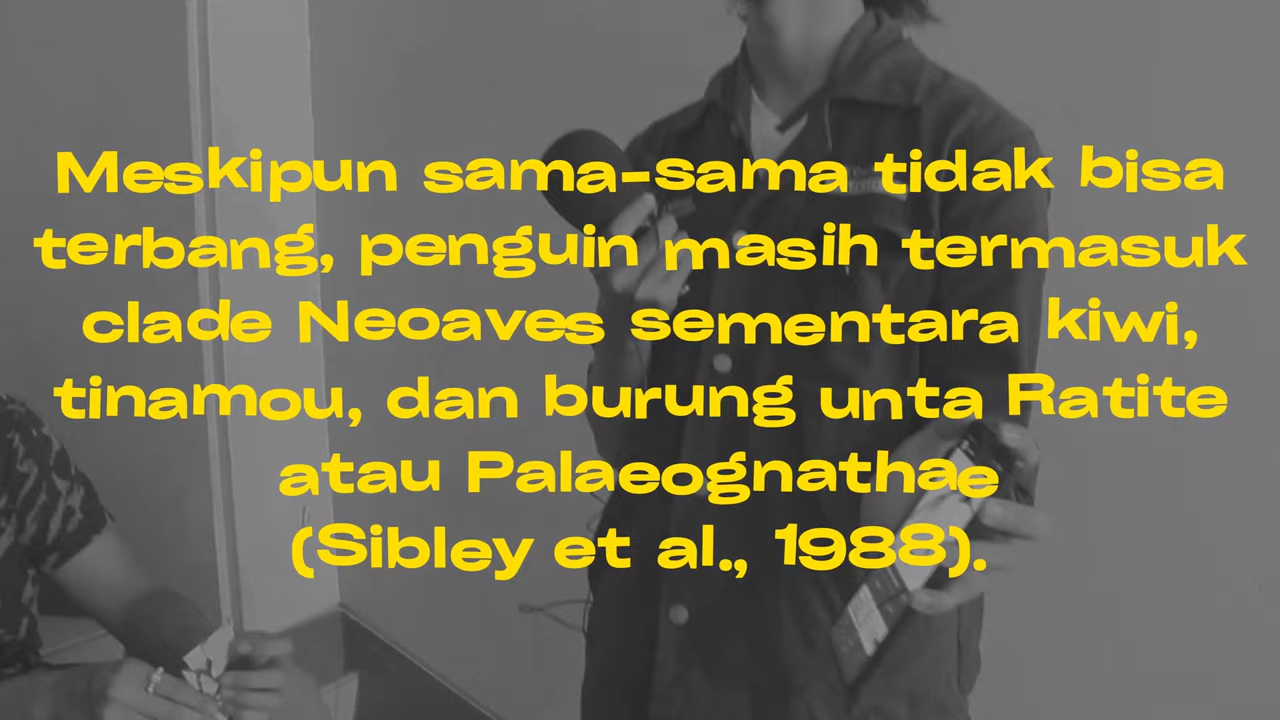 Meskipun sama-sama tidak bisa
terbang, penguin masih termasuk
clade Neoaves sementara kiwi,
tinamou, dan burung unta Ratite
atau Palaeognathae
(Sibley et al., 1988).